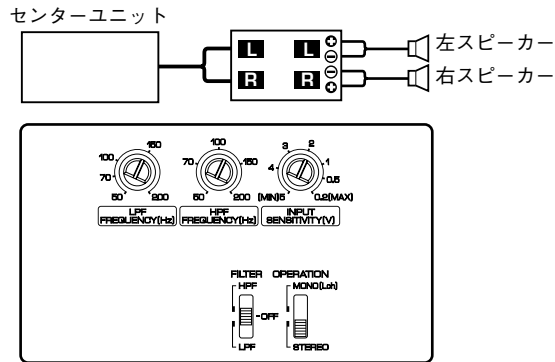 センターユニット
L L ⊕ ⊖ 左スピーカー
R R ⊖ ⊕ 右スピーカー
150 100 2
100 70 150 3 1
70 4 0.5
50 200 50 200 (MIN)5 0.2(MAX)
LPF HPF INPUT
FREQUENCY(Hz) FREQUENCY(Hz) SENSITIVITY(V)
FILTER OPERATION
HPF MONO(Lch)
OFF
LPF STEREO